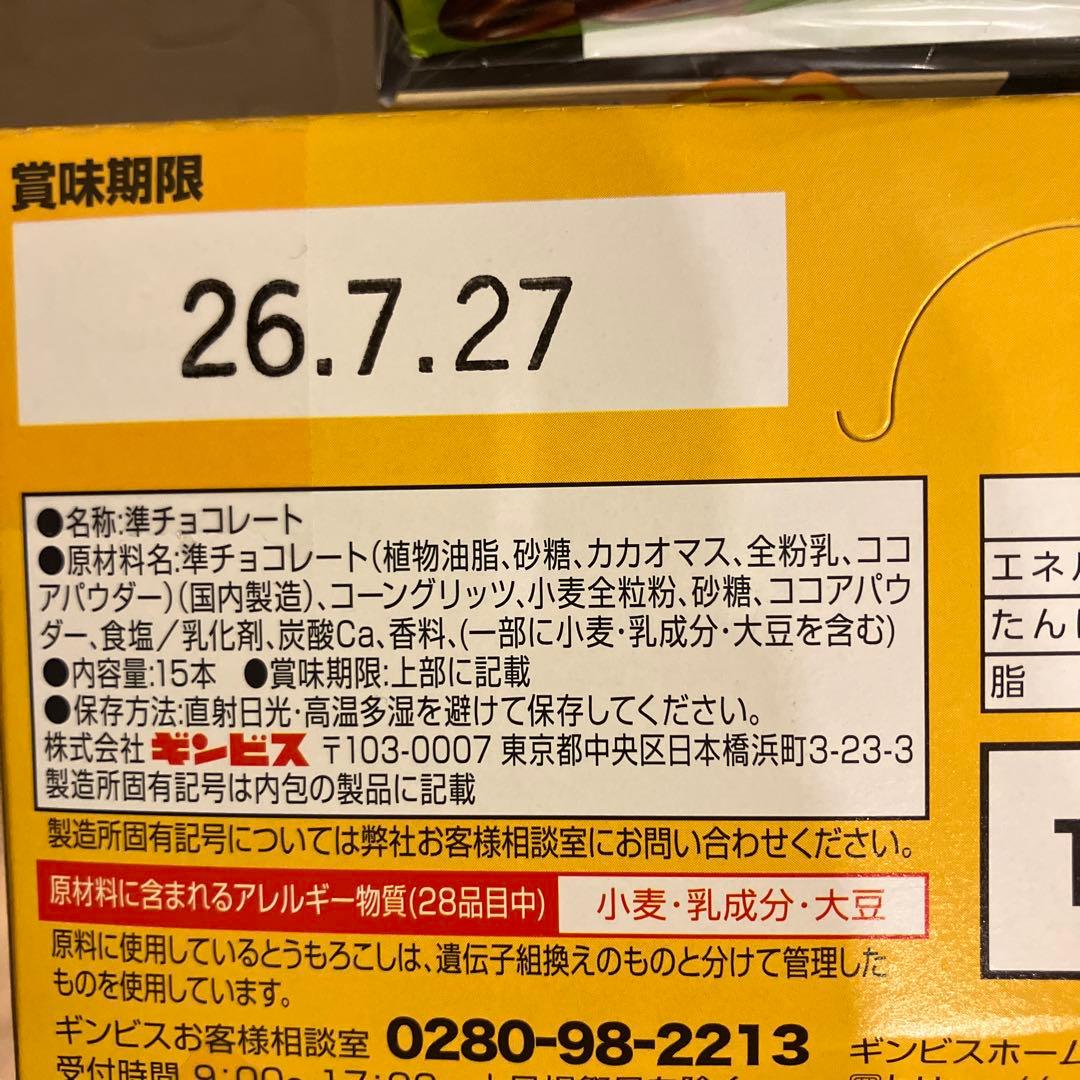 賞味期限
26.7.27
●名称:準チョコレート
●原材料名:準チョコレート(植物油脂、砂糖、カカオマス、全粉乳、ココ
アパウダー)(国内製造)、コーングリッツ、小麦全粒粉、砂糖、ココアパウ
ダー、食塩/乳化剤、炭酸Ca、香料、(一部に小麦・乳成分・大豆を含む)
●内容量:15本 ●賞味期限:上部に記載
●保存方法:直射日光・高温多湿を避けて保存してください。
株式会社 ギンビス 〒103-0007 東京都中央区日本橋浜町3-23-3
製造所固有記号は内包の製品に記載
製造所固有記号については弊社お客様相談室にお問い合わせください。
原材料に含まれるアレルギー物質(28品目中) 小麦・乳成分・大豆
原料に使用しているとうもろこしは、遺伝子組換えのものと分けて管理した
ものを使用しています。
ギンビスお客様相談室 0280-98-2213
受付時間 9:00~17:00
エネル
たん
脂
ギンビスホーム